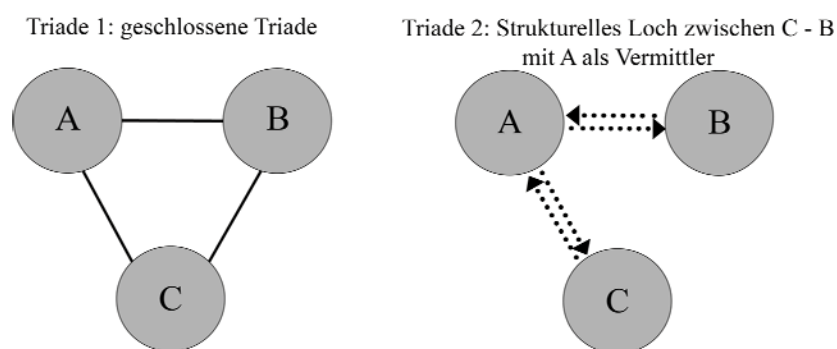 Triade 1: geschlossene Triade
A
B
C
Triade 2: Strukturelles Loch zwischen C - B
mit A als Vermittler
A
B
C